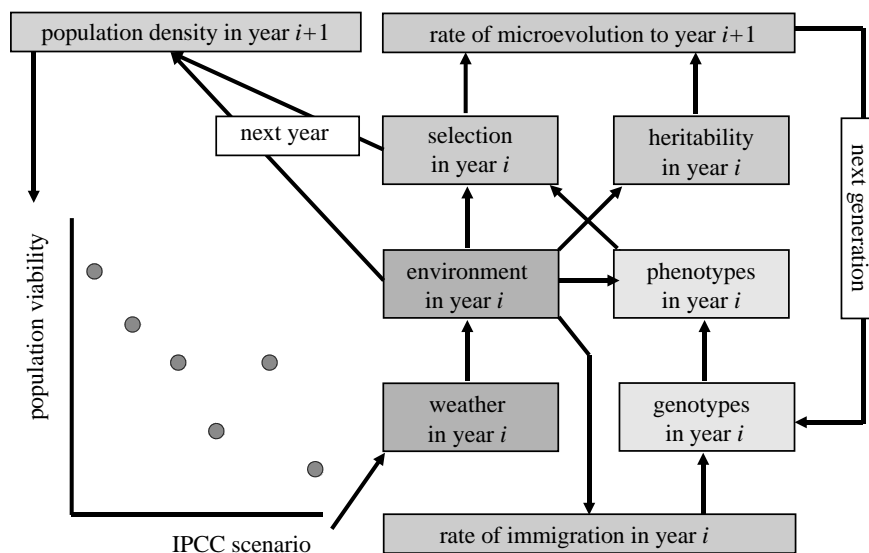 population density in year i+1
rate of microevolution to year i+1
next year
selection
in year i
heritability
in year i
next generation
population viability
environment
in year i
phenotypes
in year i
weather
in year i
genotypes
in year i
rate of immigration in year i
IPCC scenario